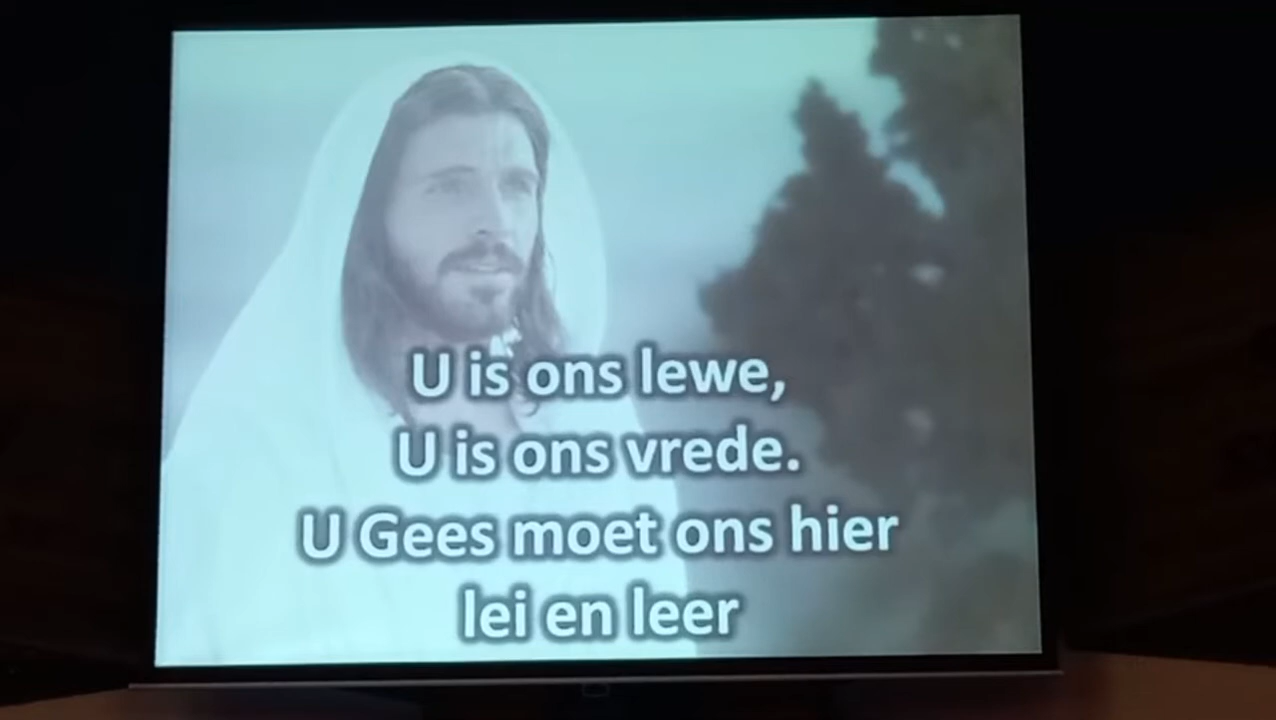 U is ons lewe,
U is ons vrede.
U Gees moet ons hier
lei en leer